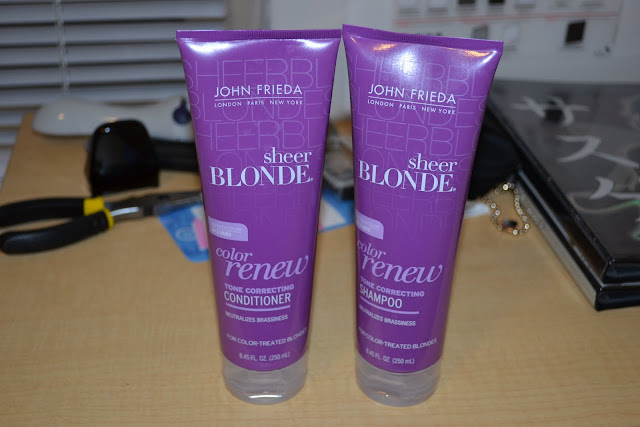 JOHN FRIEDA
LONDON PARIS NEW YORK
sheer
BLONDE®
color
renew
TONE CORRECTING
CONDITIONER
NEUTRALIZES BRASSINESS
FOR COLOR-TREATED BLONDES
8.45 FL. OZ. (250 mL)
JOHN FRIEDA
LONDON PARIS NEW YORK
sheer
BLONDE®
color
renew
TONE CORRECTING
SHAMPOO
NEUTRALIZES BRASSINESS
FOR COLOR-TREATED BLONDES
8.45 FL. OZ. (250 mL)